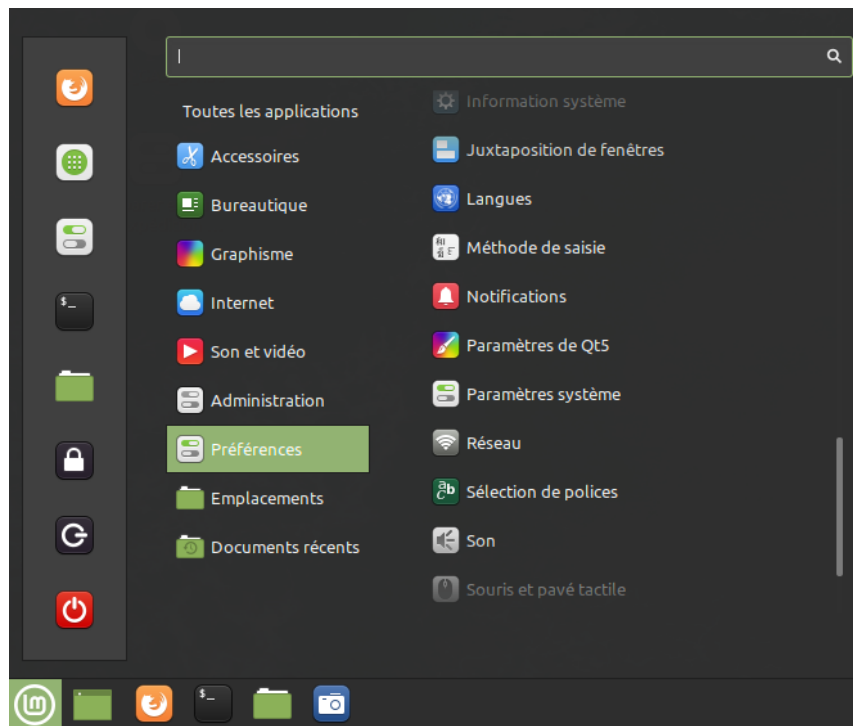 Toutes les applications
Accessoires
Bureautique
Graphisme
Internet
Son et vidéo
Administration
Préférences
Emplacements
Documents récents
Information système
Juxtaposition de fenêtres
Langues
Méthode de saisie
Notifications
Paramètres de Qt5
Paramètres système
Réseau
Sélection de polices
Son
Souris et pavé tactile
$_
$_